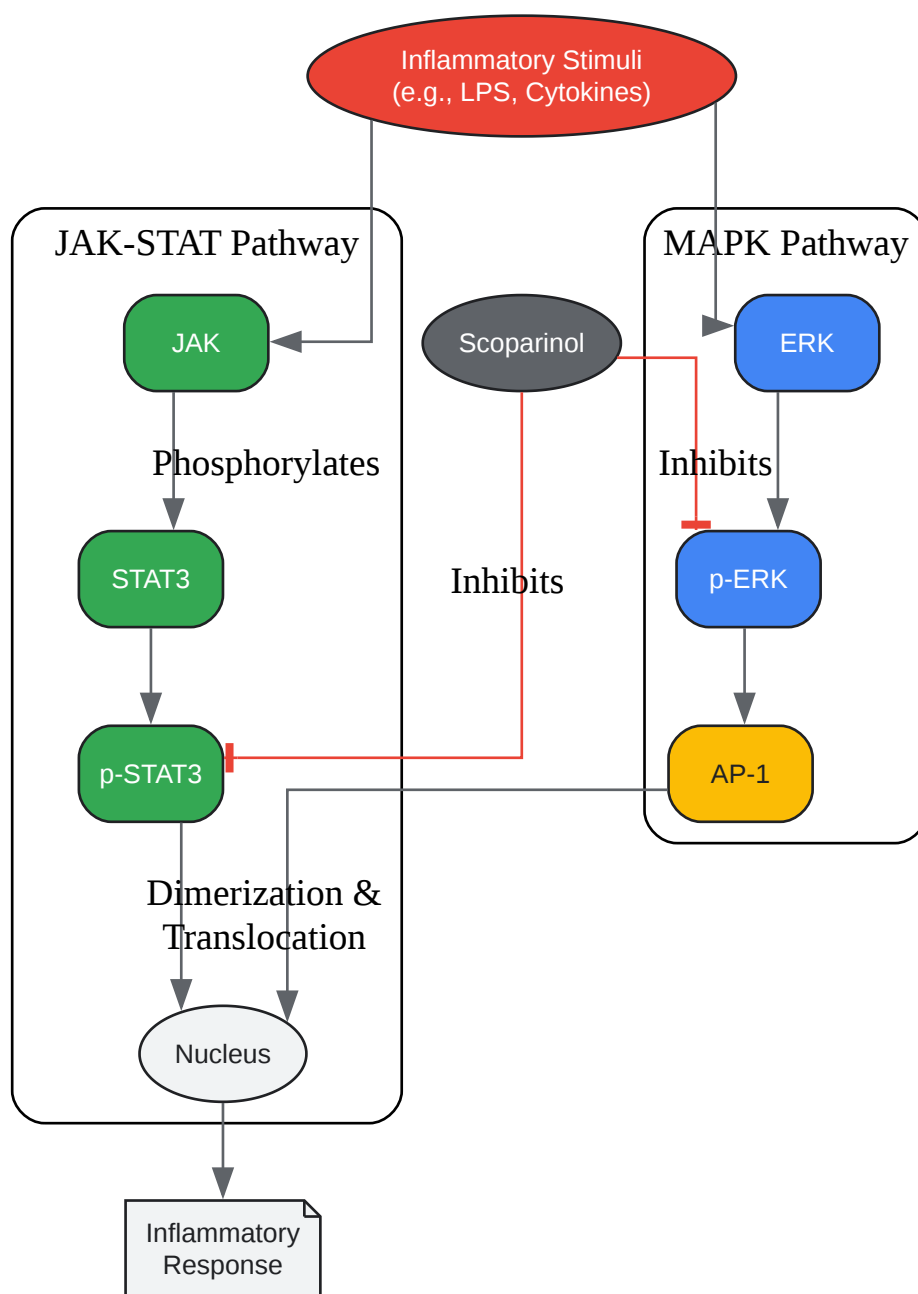 Inflammatory Stimuli
(e.g., LPS, Cytokines)
JAK-STAT Pathway
MAPK Pathway
JAK
Scoparinol
ERK
Phosphorylates
Inhibits
STAT3
Inhibits
p-ERK
p-STAT3
AP-1
Dimerization &
Translocation
Nucleus
Inflammatory
Response